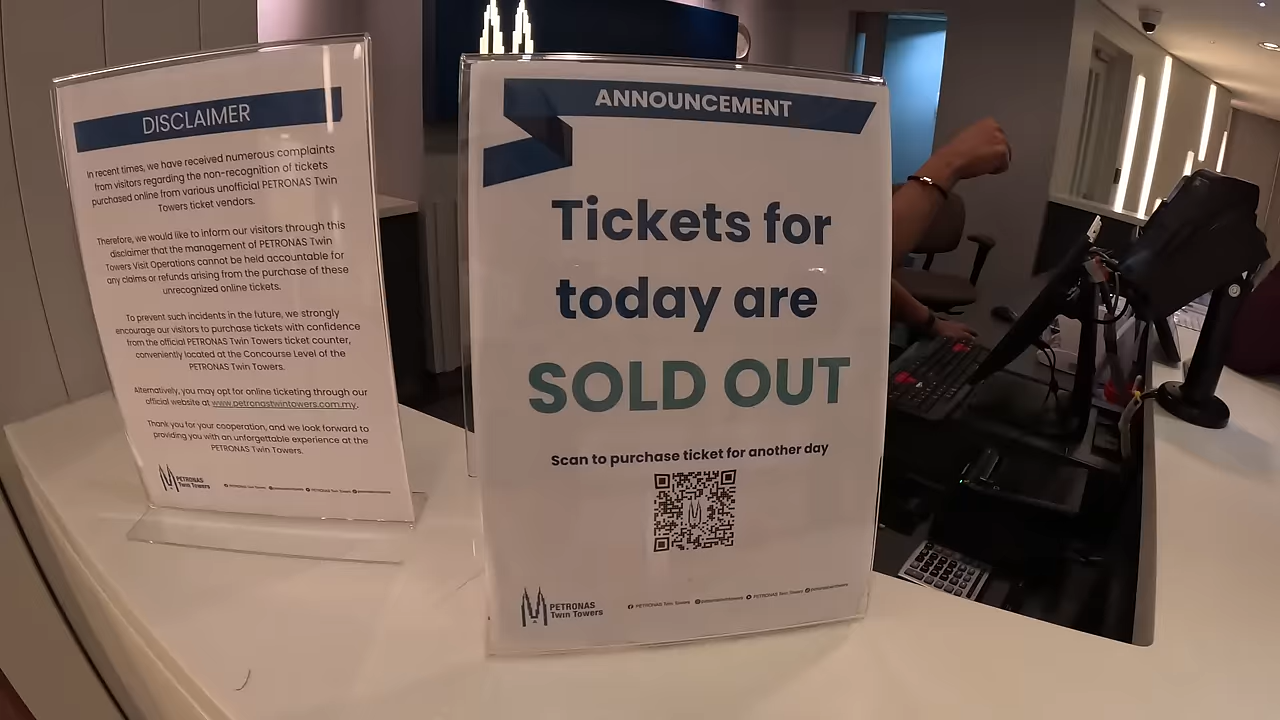 DISCLAIMER
In recent times, we have received numerous complaints
from visitors regarding the non-recognition of tickets
purchased online from various unofficial PETRONAS Twin
Towers ticket vendors.
Therefore, we would like to inform our visitors through this
disclaimer that the management of PETRONAS Twin
Towers Visit Operations cannot be held accountable for
any claims or refunds arising from the purchase of these
unrecognized online tickets.
To prevent such incidents in the future, we strongly
encourage our visitors to purchase tickets with confidence
from the official PETRONAS Twin Towers ticket counter,
conveniently located at the Concourse Level of the
PETRONAS Twin Towers.
Alternatively, you may opt for online ticketing through our
official website at www.petronastwintowers.com.my.
Thank you for your cooperation, and we look forward to
providing you with an unforgettable experience at the
PETRONAS Twin Towers.
PETRONAS
Twin Towers
ANNOUNCEMENT
Tickets for
today are
SOLD OUT
Scan to purchase ticket for another day
PETRONAS
Twin Towers
PETRONAS Twin Towers
PETRONAS Twin Towers